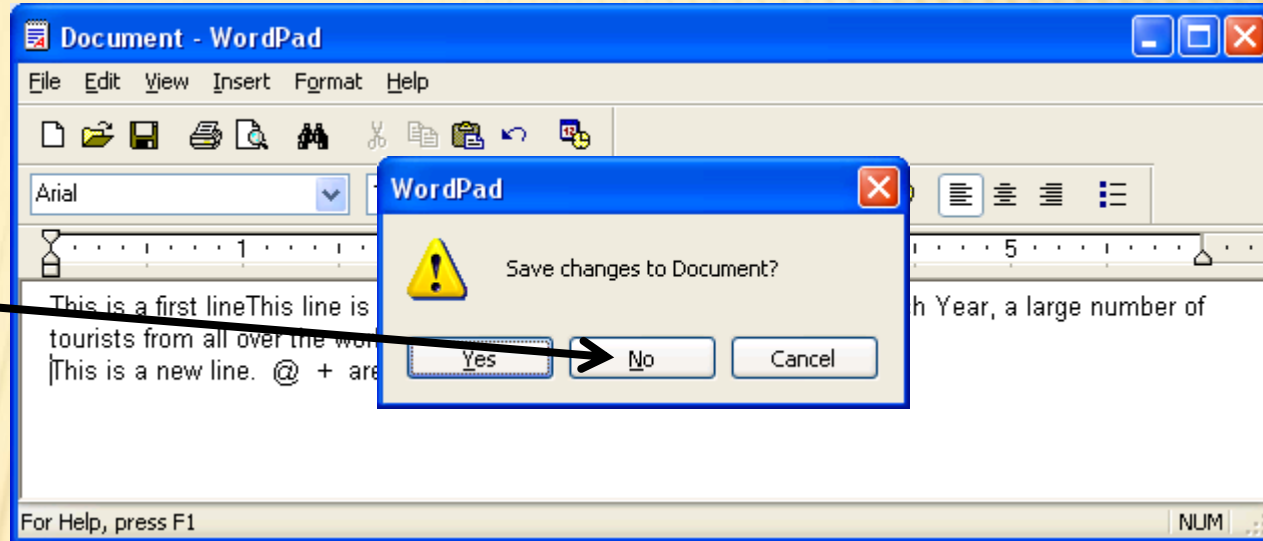 Document - WordPad
File Edit View Insert Format Help
Arial
WordPad
1 5
Save changes to Document?
This is a first lineThis line is h Year, a large number of
tourists from all over the
Yes No Cancel
This is a new line. @ + are
For Help, press F1 NUM